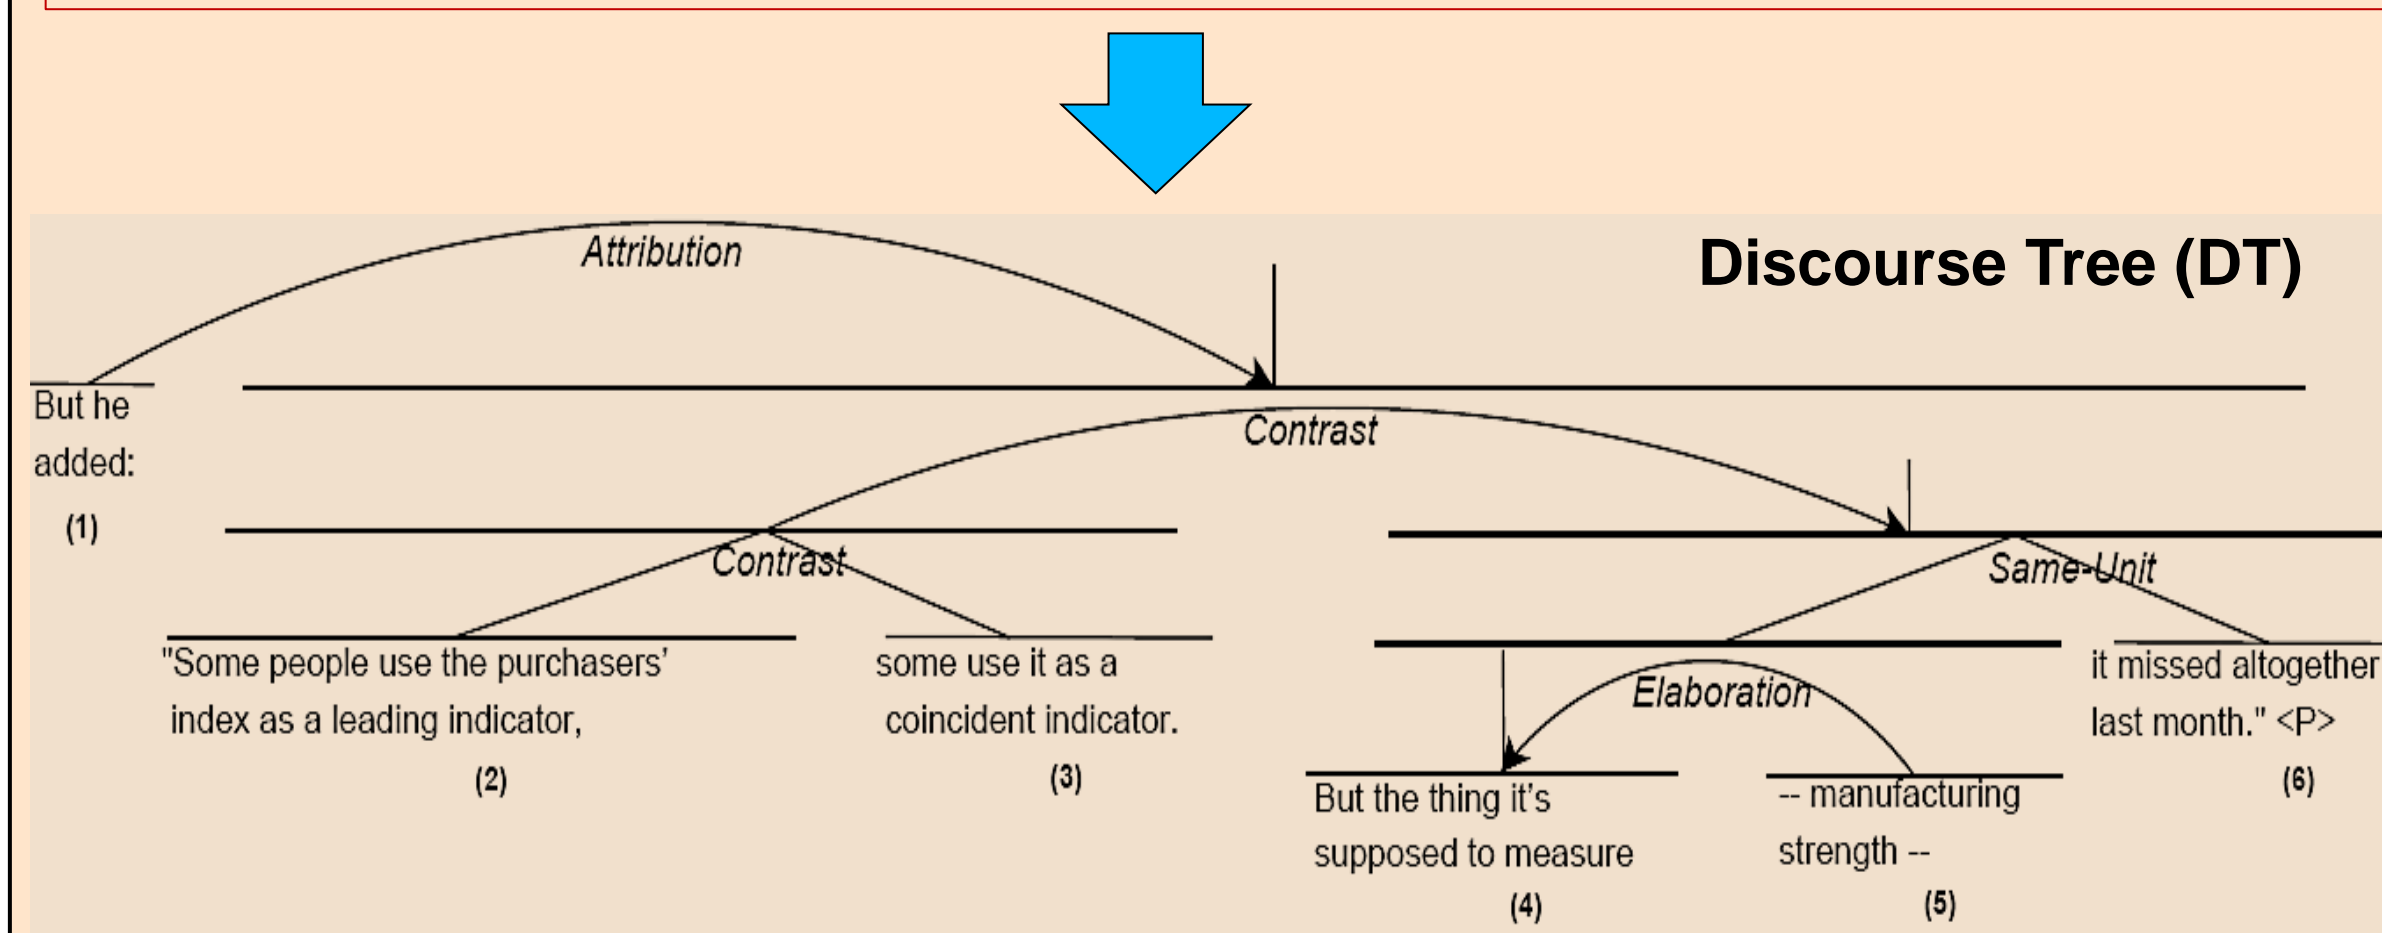 Discourse Tree (DT)
Attribution
But he
added:
(1)
Contrast
Contrast
"Some people use the purchasers’
index as a leading indicator,
(2)
some use it as a
coincident indicator.
(3)
Same-Unit
Elaboration
But the thing it’s
supposed to measure
(4)
-- manufacturing
strength --
(5)
it missed altogether
last month." <P>
(6)